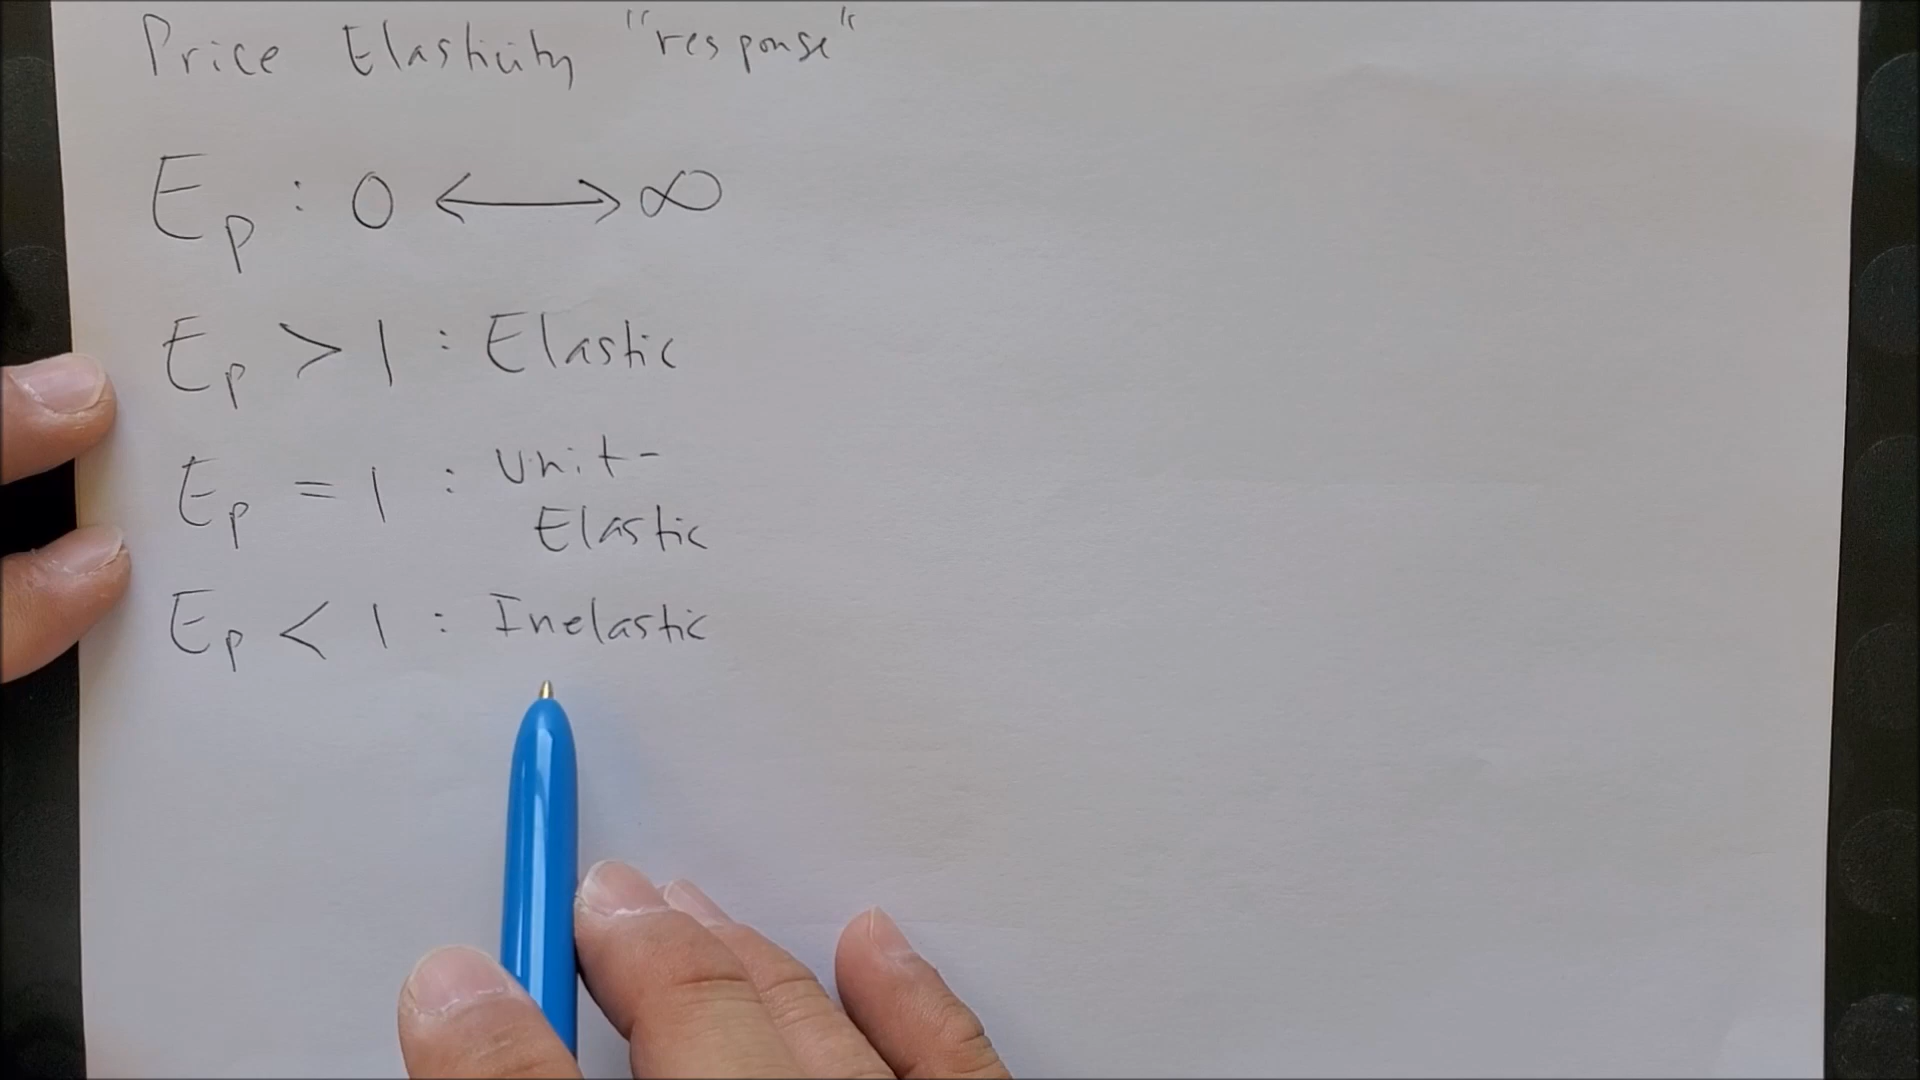 Price Elasticity "response"
Ep : 0 ⟷ ∞
Ep > 1 : Elastic
Ep = 1 : Unit-
Elastic
Ep < 1 : Inelastic